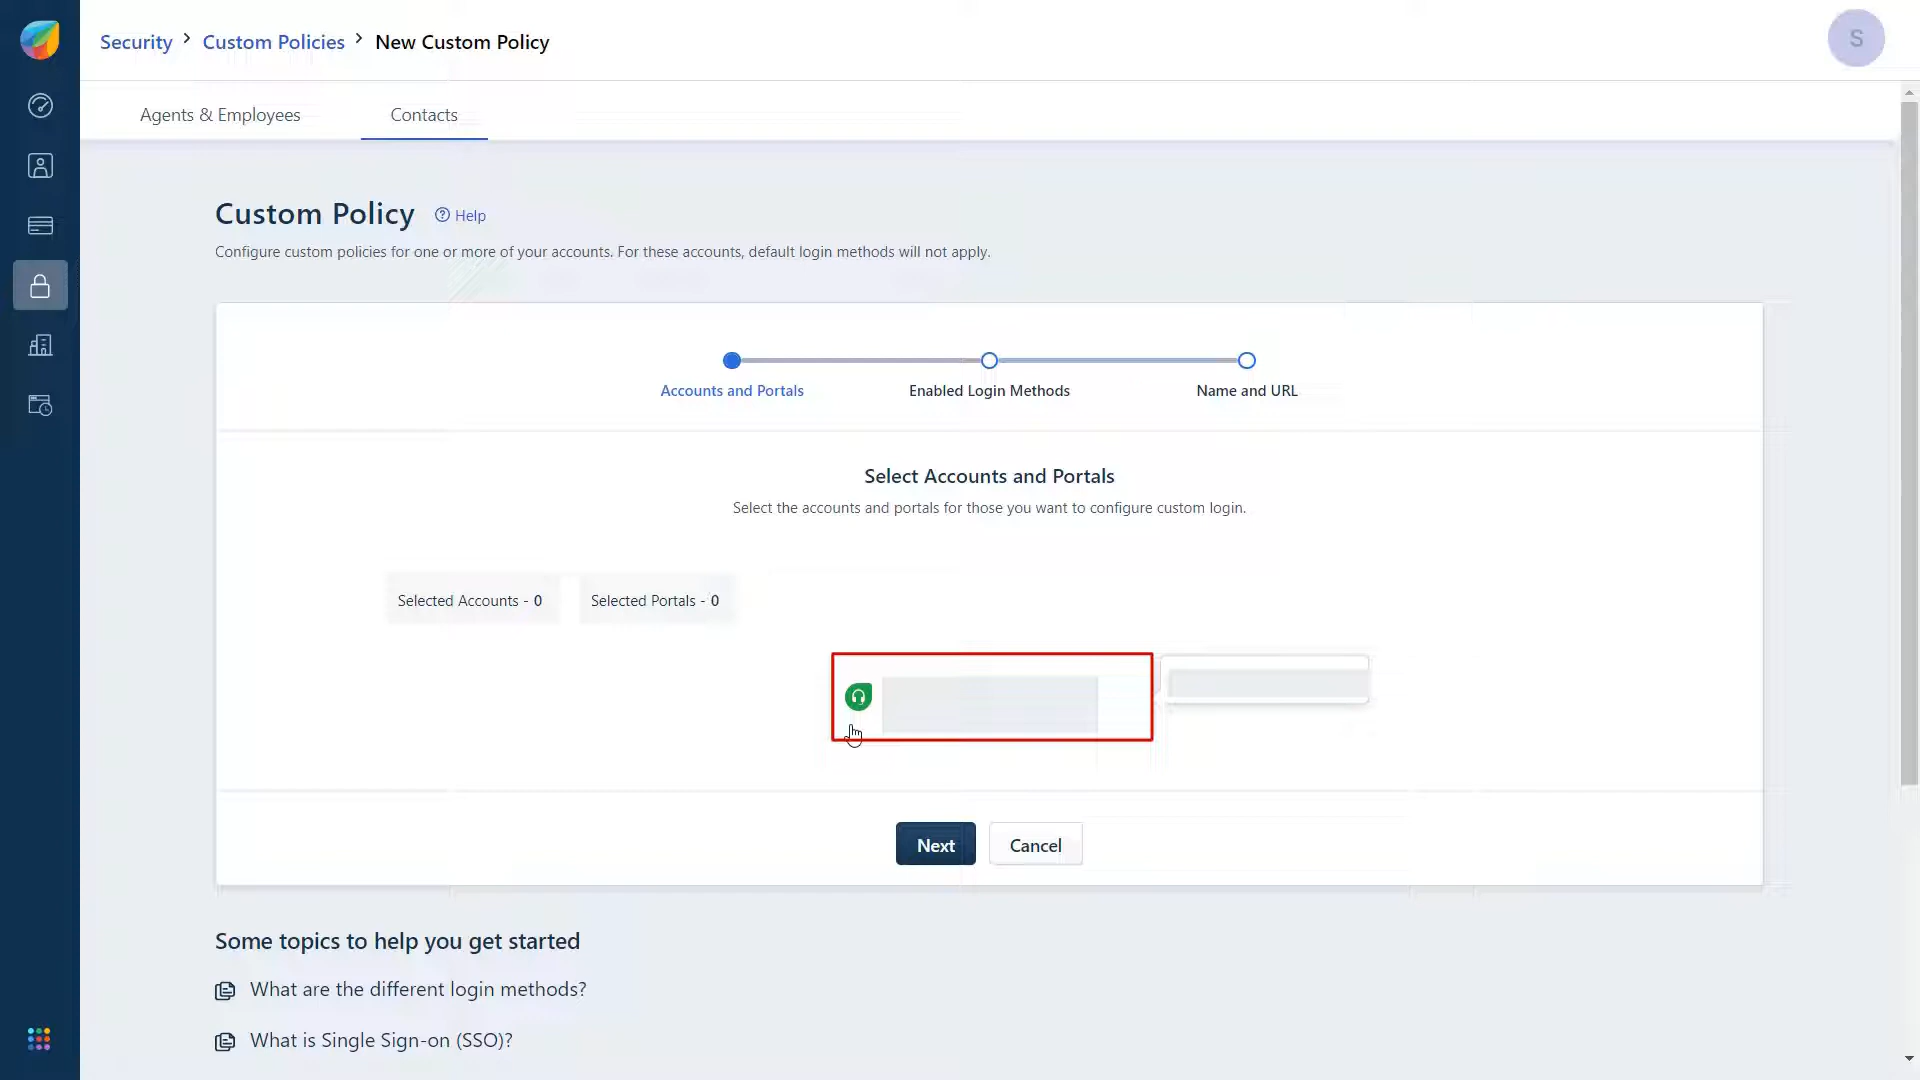 Security > Custom Policies > New Custom Policy
S
Agents & Employees
Contacts
Custom Policy
Help
Configure custom policies for one or more of your accounts. For these accounts, default login methods will not apply.
Accounts and Portals
Enabled Login Methods
Name and URL
Select Accounts and Portals
Select the accounts and portals for those you want to configure custom login.
Selected Accounts - 0
Selected Portals - 0
Next
Cancel
Some topics to help you get started
What are the different login methods?
What is Single Sign-on (SSO)?